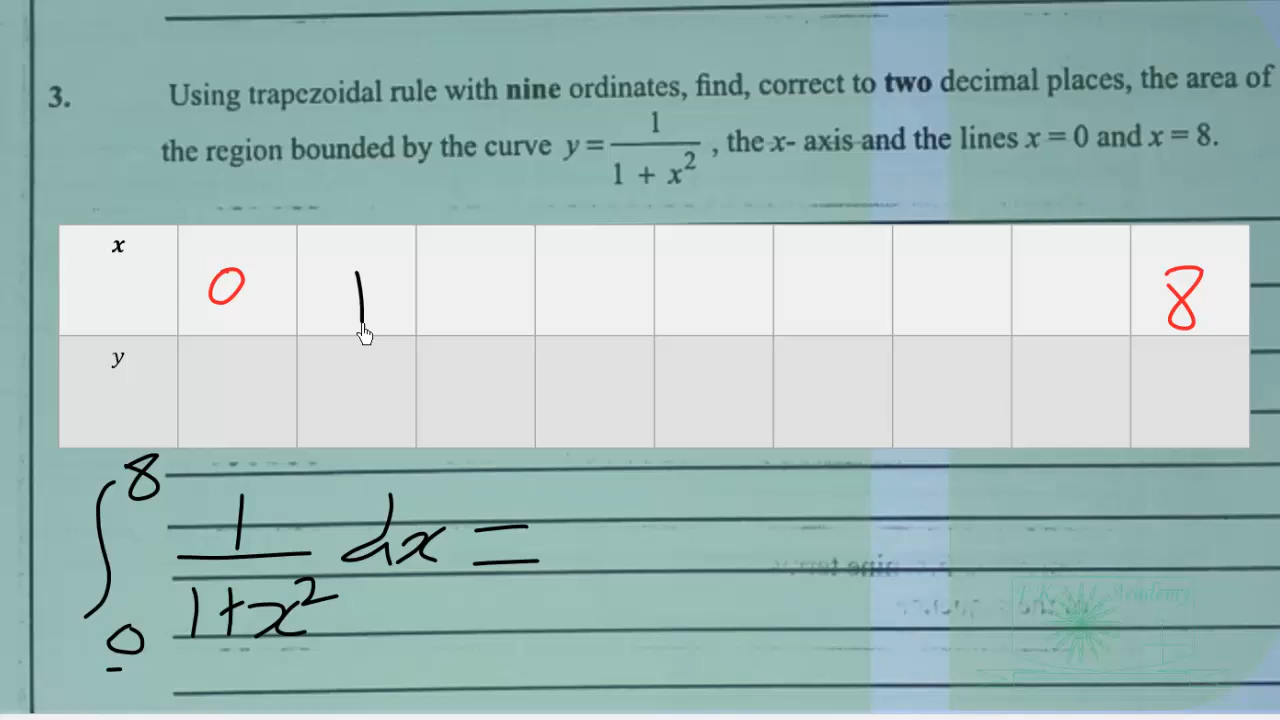 3. Using trapezoidal rule with nine ordinates, find, correct to two decimal places, the area of
the region bounded by the curve y = 1 / 1 + x² , the x- axis and the lines x = 0 and x = 8.
x 0 1 8
y
∫₀⁸ 1 / 1+x² dx =
nine
Academy